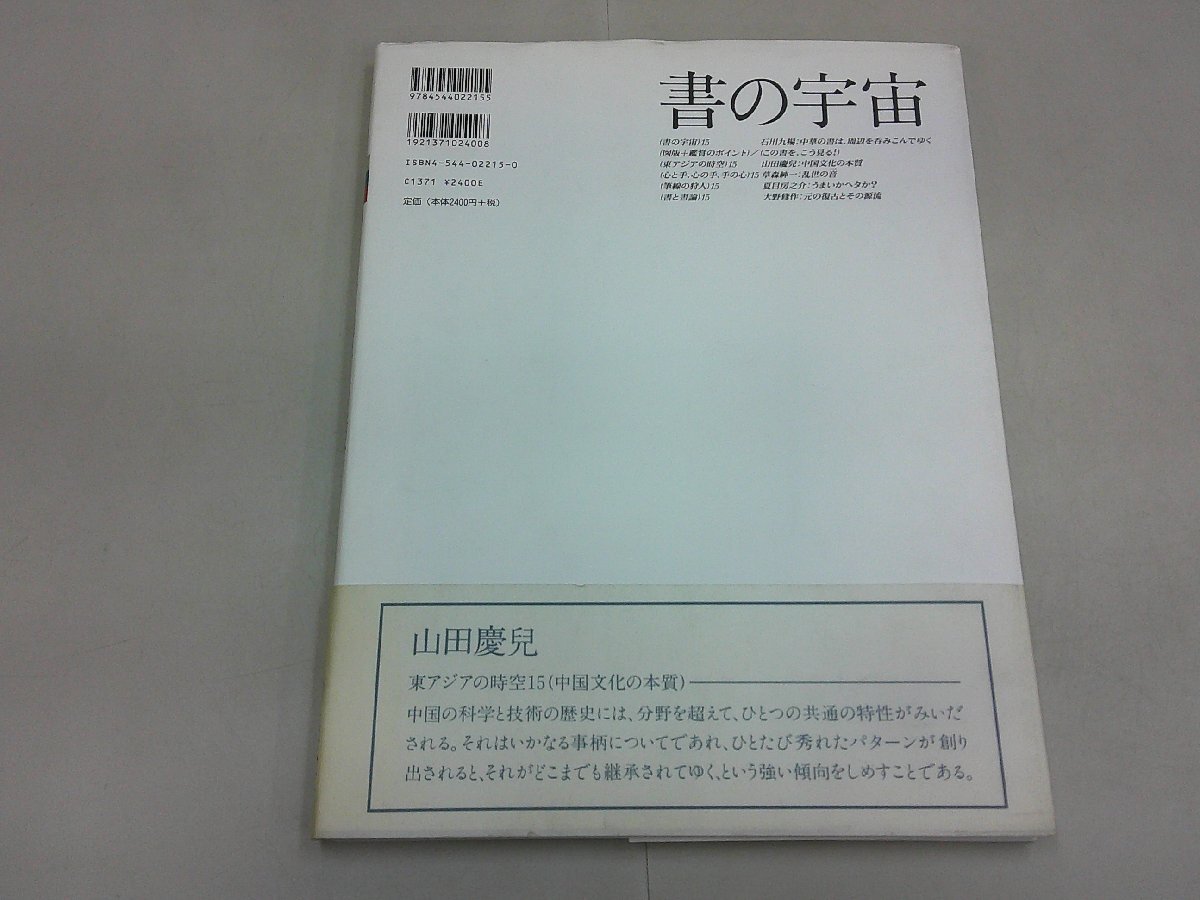 9784544022155
1921371024008
ISBN4-544-02215-0
C1371 ¥2400E
定価（本体2400円+税）
書の宇宙
(書の宇宙)15 石川九楊:中華の書は、周辺を呑みこんでゆく
(図版+鑑賞のポイント)／(この書を、こう見る!)
(東アジアの時空)15 山田慶兒:中国文化の本質
(心と手、心の手、手の心)15 草森紳一:乱世の音
(筆線の狩人)15 夏目房之介:うまいかヘタか?
(書と書論)15 大野修作:元の復古とその源流
山田慶兒
東アジアの時空15(中国文化の本質)
中国の科学と技術の歴史には、分野を超えて、ひとつの共通の特性がみいだ
される。それはいかなる事柄についてであれ、ひとたび秀れたパターンが創り
出されると、それがどこまでも継承されてゆく、という強い傾向をしめすことである。